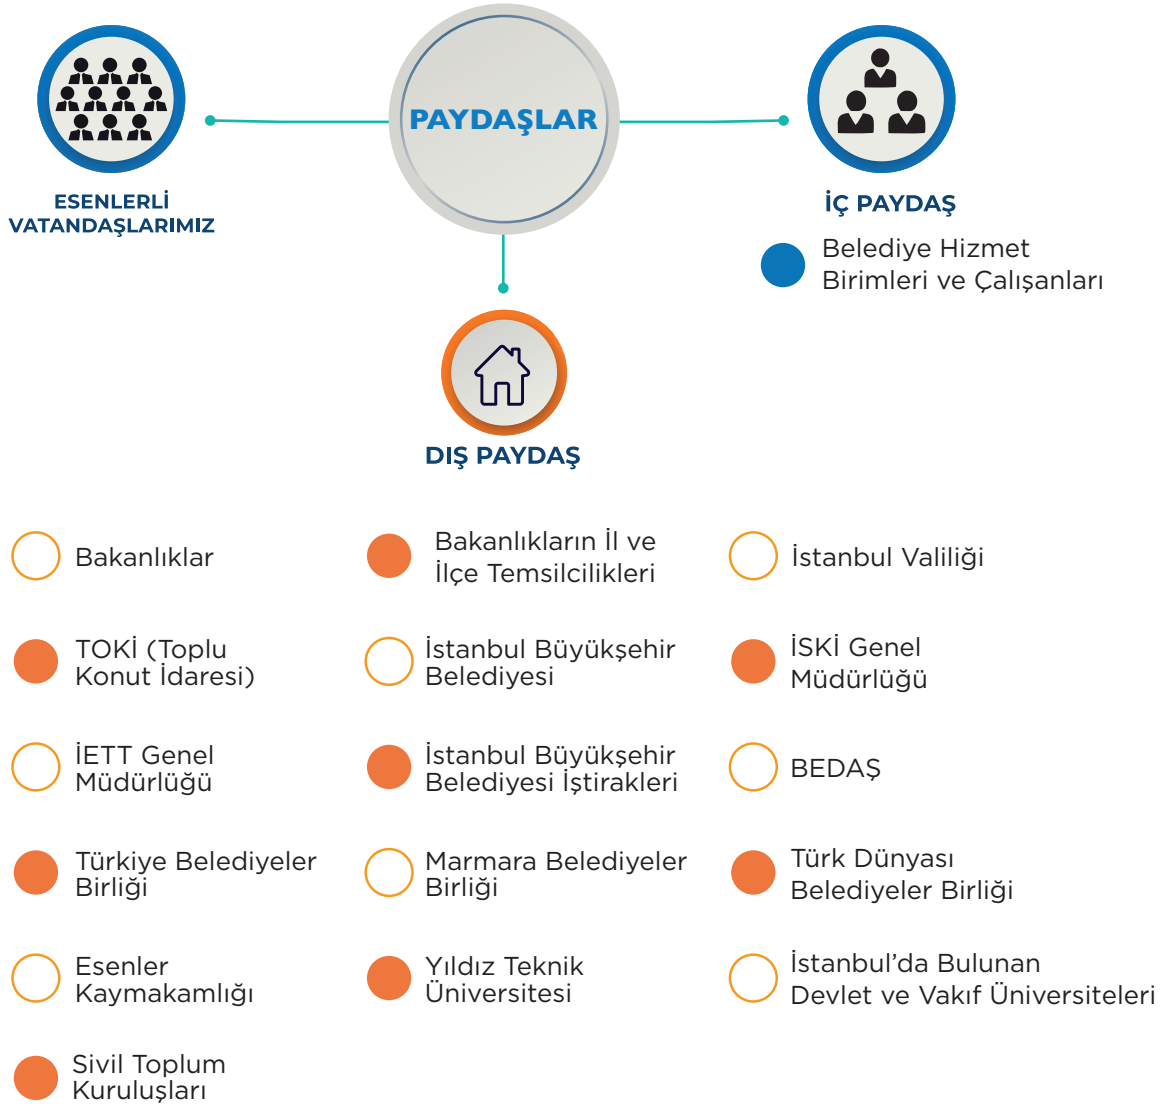 PAYDAŞLAR
ESENLERLİ
VATANDAŞLARIMIZ
İÇ PAYDAŞ
Belediye Hizmet
Birimleri ve Çalışanları
DIŞ PAYDAŞ
Bakanlıklar
Bakanlıkların İl ve
İlçe Temsilcilikleri
İstanbul Valiliği
TOKİ (Toplu
Konut İdaresi)
İstanbul Büyükşehir
Belediyesi
İSKİ Genel
Müdürlüğü
İETT Genel
Müdürlüğü
İstanbul Büyükşehir
Belediyesi İştirakleri
BEDAŞ
Türkiye Belediyeler
Birliği
Marmara Belediyeler
Birliği
Türk Dünyası
Belediyeler Birliği
Esenler
Kaymakamlığı
Yıldız Teknik
Üniversitesi
İstanbul’da Bulunan
Devlet ve Vakıf Üniversiteleri
Sivil Toplum
Kuruluşları